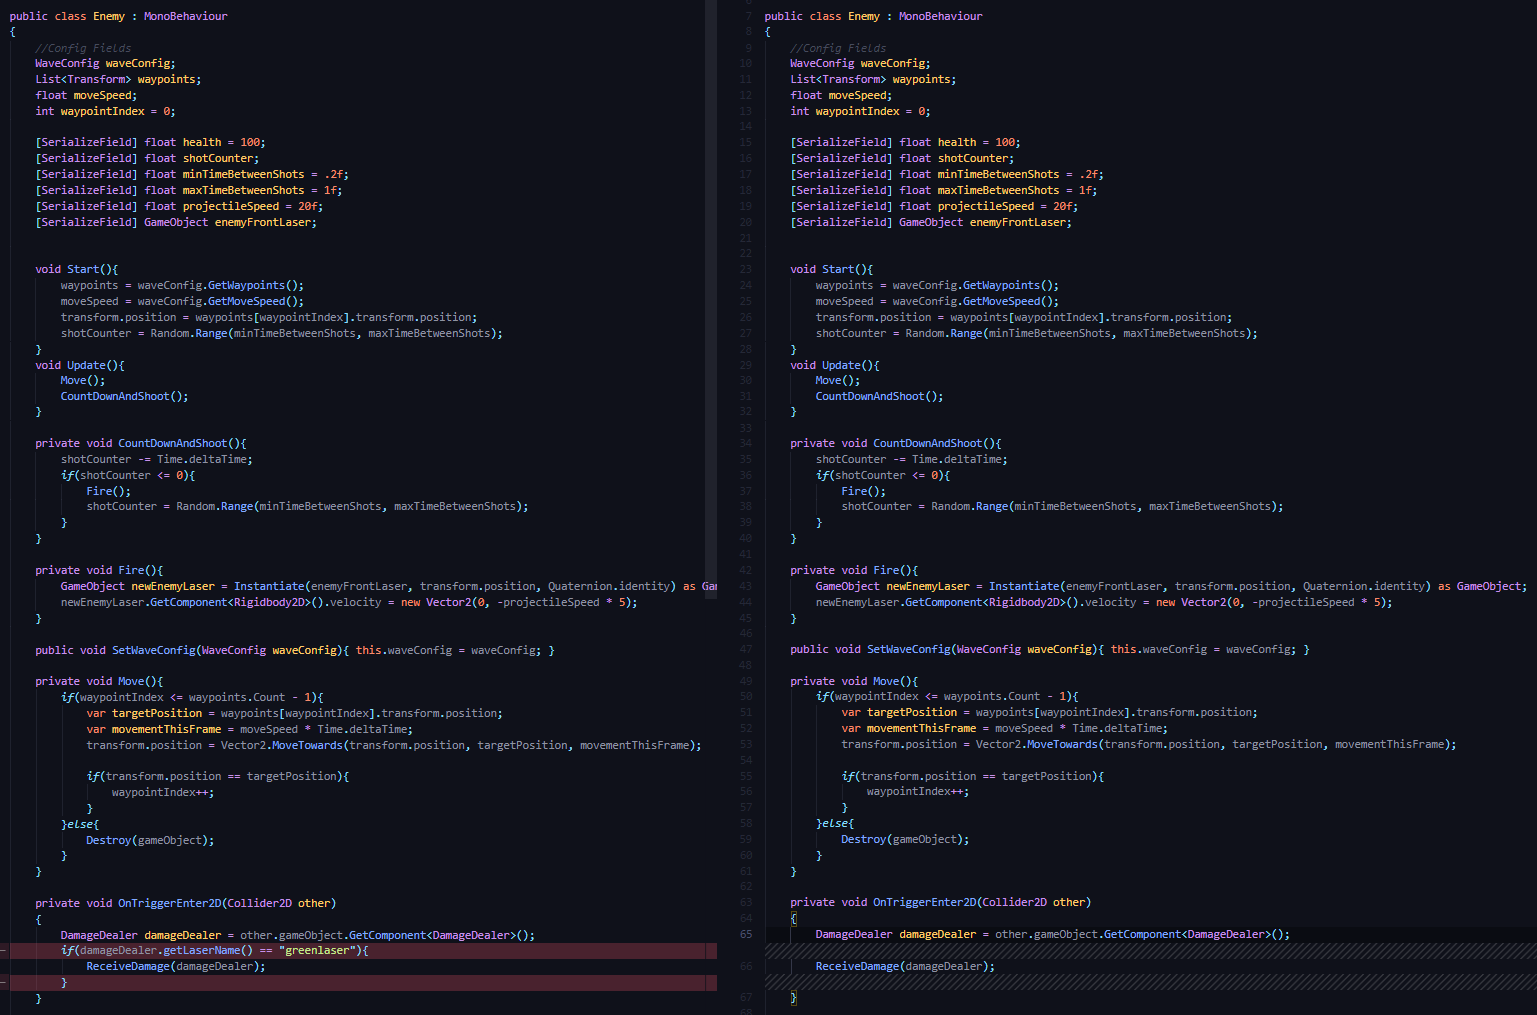 public class Enemy : MonoBehaviour
{
//Config Fields
WaveConfig waveConfig;
List<Transform> waypoints;
float moveSpeed;
int waypointIndex = 0;
[SerializeField] float health = 100;
[SerializeField] float shotCounter;
[SerializeField] float minTimeBetweenShots = .2f;
[SerializeField] float maxTimeBetweenShots = 1f;
[SerializeField] float projectileSpeed = 20f;
[SerializeField] GameObject enemyFrontLaser;
void Start(){
waypoints = waveConfig.GetWaypoints();
moveSpeed = waveConfig.GetMoveSpeed();
transform.position = waypoints[waypointIndex].transform.position;
shotCounter = Random.Range(minTimeBetweenShots, maxTimeBetweenShots);
}
void Update(){
Move();
CountDownAndShoot();
}
private void CountDownAndShoot(){
shotCounter -= Time.deltaTime;
if(shotCounter <= 0){
Fire();
shotCounter = Random.Range(minTimeBetweenShots, maxTimeBetweenShots);
}
}
private void Fire(){
GameObject newEnemyLaser = Instantiate(enemyFrontLaser, transform.position, Quaternion.identity) as Ga
newEnemyLaser.GetComponent<Rigidbody2D>().velocity = new Vector2(0, -projectileSpeed * 5);
}
public void SetWaveConfig(WaveConfig waveConfig){ this.waveConfig = waveConfig; }
private void Move(){
if(waypointIndex <= waypoints.Count - 1){
var targetPosition = waypoints[waypointIndex].transform.position;
var movementThisFrame = moveSpeed * Time.deltaTime;
transform.position = Vector2.MoveTowards(transform.position, targetPosition, movementThisFrame);
if(transform.position == targetPosition){
waypointIndex++;
}
}else{
Destroy(gameObject);
}
}
private void OnTriggerEnter2D(Collider2D other)
{
DamageDealer damageDealer = other.gameObject.GetComponent<DamageDealer>();
− if(damageDealer.getLaserName() == "greenlaser"){
ReceiveDamage(damageDealer);
− }
}
7 public class Enemy : MonoBehaviour
8 {
9 //Config Fields
10 WaveConfig waveConfig;
11 List<Transform> waypoints;
12 float moveSpeed;
13 int waypointIndex = 0;
14
15 [SerializeField] float health = 100;
16 [SerializeField] float shotCounter;
17 [SerializeField] float minTimeBetweenShots = .2f;
18 [SerializeField] float maxTimeBetweenShots = 1f;
19 [SerializeField] float projectileSpeed = 20f;
20 [SerializeField] GameObject enemyFrontLaser;
21
22
23 void Start(){
24 waypoints = waveConfig.GetWaypoints();
25 moveSpeed = waveConfig.GetMoveSpeed();
26 transform.position = waypoints[waypointIndex].transform.position;
27 shotCounter = Random.Range(minTimeBetweenShots, maxTimeBetweenShots);
28 }
29 void Update(){
30 Move();
31 CountDownAndShoot();
32 }
33
34 private void CountDownAndShoot(){
35 shotCounter -= Time.deltaTime;
36 if(shotCounter <= 0){
37 Fire();
38 shotCounter = Random.Range(minTimeBetweenShots, maxTimeBetweenShots);
39 }
40 }
41
42 private void Fire(){
43 GameObject newEnemyLaser = Instantiate(enemyFrontLaser, transform.position, Quaternion.identity) as GameObject;
44 newEnemyLaser.GetComponent<Rigidbody2D>().velocity = new Vector2(0, -projectileSpeed * 5);
45 }
46
47 public void SetWaveConfig(WaveConfig waveConfig){ this.waveConfig = waveConfig; }
48
49 private void Move(){
50 if(waypointIndex <= waypoints.Count - 1){
51 var targetPosition = waypoints[waypointIndex].transform.position;
52 var movementThisFrame = moveSpeed * Time.deltaTime;
53 transform.position = Vector2.MoveTowards(transform.position, targetPosition, movementThisFrame);
54
55 if(transform.position == targetPosition){
56 waypointIndex++;
57 }
58 }else{
59 Destroy(gameObject);
60 }
61 }
62
63 private void OnTriggerEnter2D(Collider2D other)
64 {
65 DamageDealer damageDealer = other.gameObject.GetComponent<DamageDealer>();
66 ReceiveDamage(damageDealer);
67 }